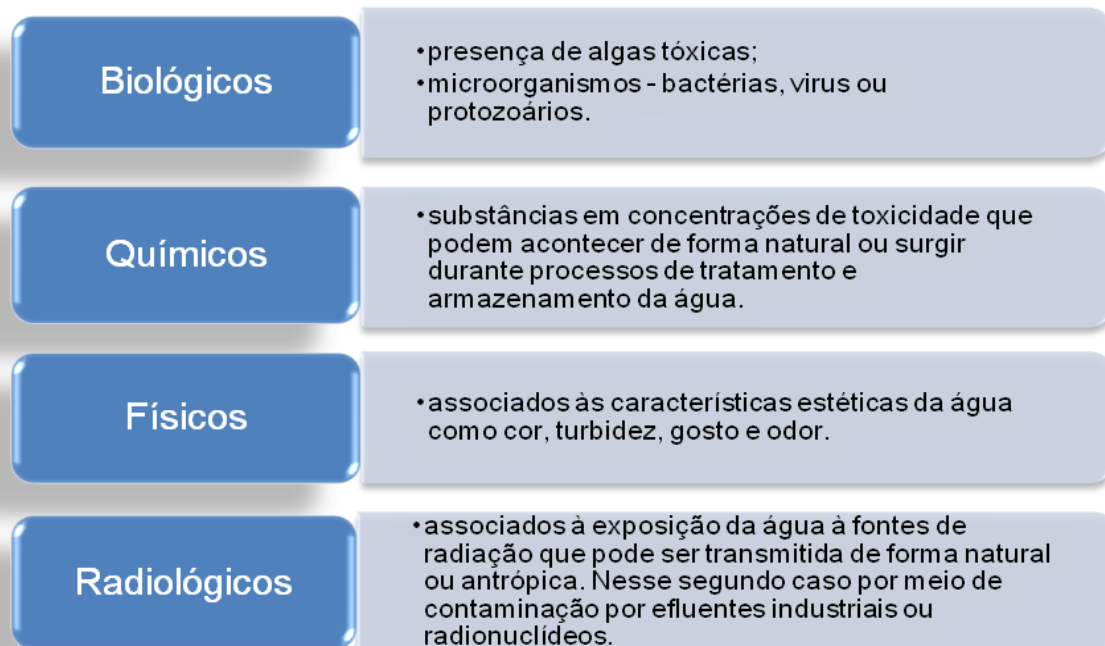 Biológicos
•presença de algas tóxicas;
•microorganismos - bactérias, virus ou
protozoários.
Químicos
•substâncias em concentrações de toxicidade que
podem acontecer de forma natural ou surgir
durante processos de tratamento e
armazenamento da água.
Físicos
•associados às características estéticas da água
como cor, turbidez, gosto e odor.
Radiológicos
•associados à exposição da água à fontes de
radiação que pode ser transmitida de forma natural
ou antrópica. Nesse segundo caso por meio de
contaminação por efluentes industriais ou
radionuclídeos.